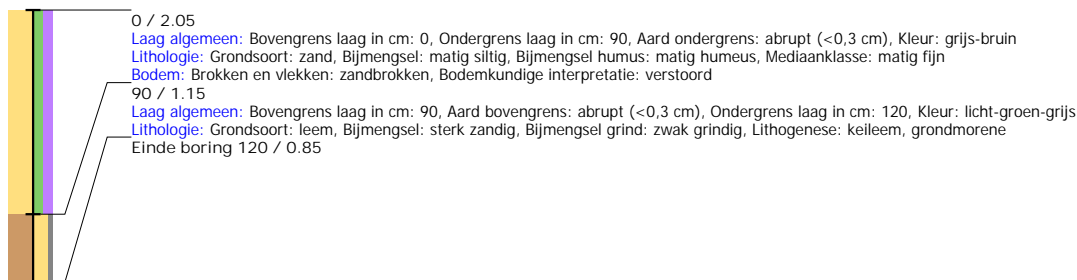 0 / 2.05
Laag algemeen: Bovengrens laag in cm: 0, Ondergrens laag in cm: 90, Aard ondergrens: abrupt (<0,3 cm), Kleur: grijs-bruin
Lithologie: Grondsoort: zand, Bijmengsel: matig siltig, Bijmengsel humus: matig humeus, Mediaanklasse: matig fijn
Bodem: Brokken en vlekken: zandbrokken, Bodemkundige interpretatie: verstoord
90 / 1.15
Laag algemeen: Bovengrens laag in cm: 90, Aard bovengrens: abrupt (<0,3 cm), Ondergrens laag in cm: 120, Kleur: licht-groen-grijs
Lithologie: Grondsoort: leem, Bijmengsel: sterk zandig, Bijmengsel grind: zwak grindig, Lithogenese: keileem, grondmorene
Einde boring 120 / 0.85